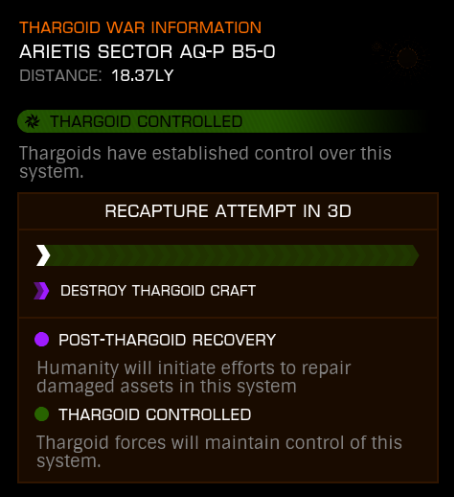 THARGOID WAR INFORMATION
ARIETIS SECTOR AQ-P B5-0
DISTANCE: 18.37LY
THARGOID CONTROLLED
Thargoids have established control over this
system.
RECAPTURE ATTEMPT IN 3D
DESTROY THARGOID CRAFT
POST-THARGOID RECOVERY
Humanity will initiate efforts to repair
damaged assets in this system
THARGOID CONTROLLED
Thargoid forces will maintain control of this
system.